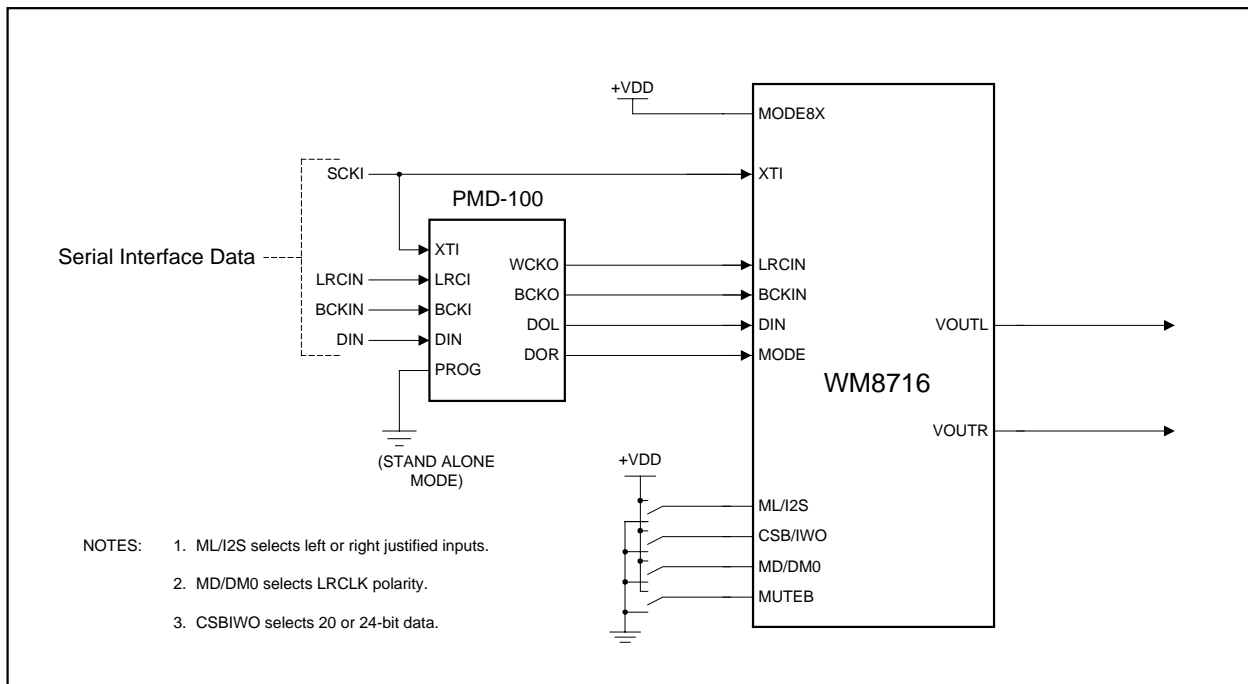 +VDD
MODE8X
SCKI
XTI
PMD-100
Serial Interface Data
XTI
WCKO
LRCIN
LRCIN
LRCI
BCKO
BCKIN
BCKIN
BCKI
DOL
DIN
VOUTL
DIN
DIN
DOR
MODE
PROG
WM8716
VOUTR
(STAND ALONE
MODE)
+VDD
ML/I2S
CSB/IWO
MD/DM0
MUTEB
NOTES: 1. ML/I2S selects left or right justified inputs.
2. MD/DM0 selects LRCLK polarity.
3. CSBIWO selects 20 or 24-bit data.